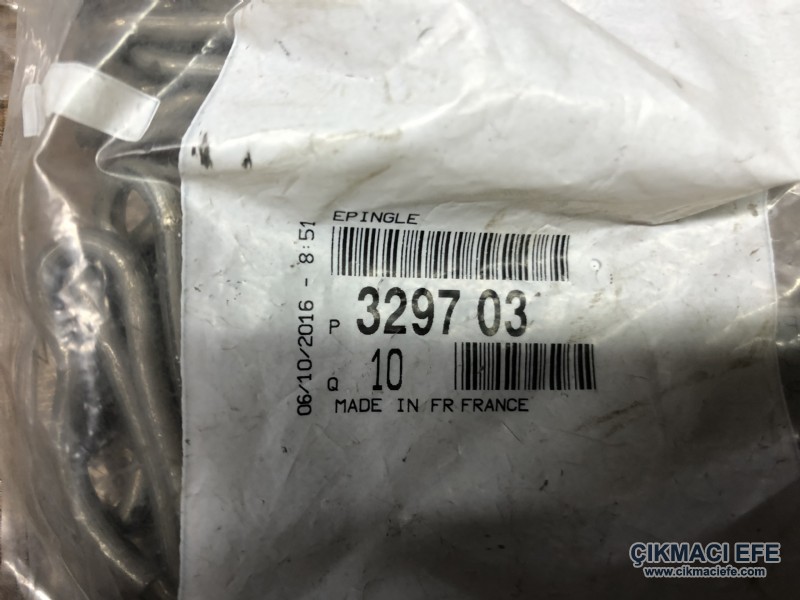 EPINGLE
06/10/2016 - 8:51
P 3297 03
Q 10
MADE IN FR FRANCE
ÇIKMACI EFE
www.cikmaciefe.com